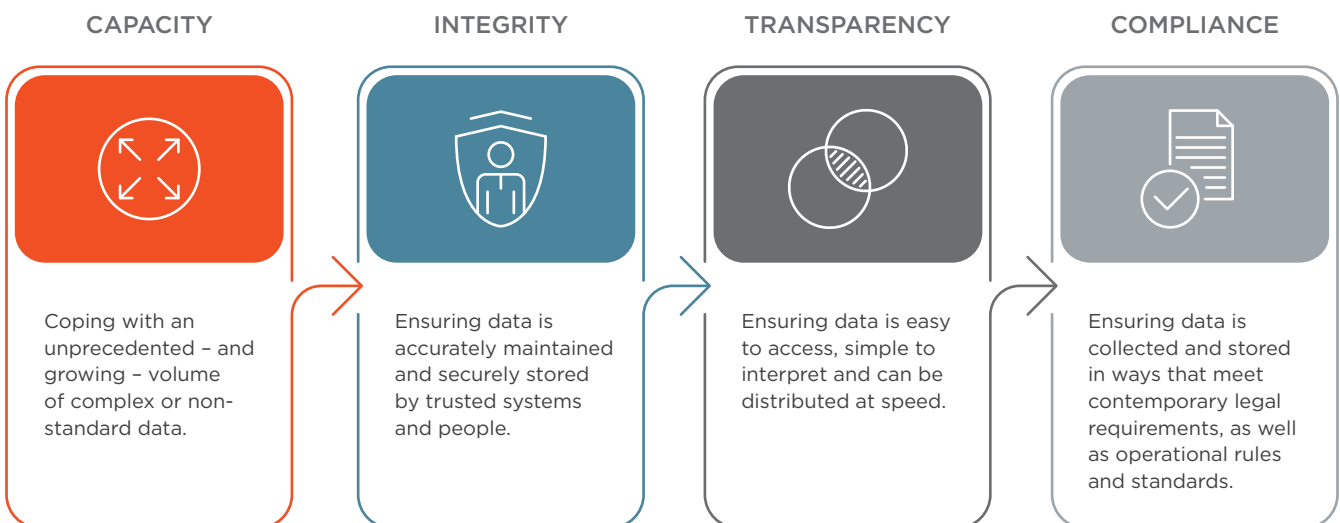 CAPACITY
INTEGRITY
TRANSPARENCY
COMPLIANCE
Coping with an
unprecedented – and
growing – volume
of complex or non-
standard data.
Ensuring data is
accurately maintained
and securely stored
by trusted systems
and people.
Ensuring data is easy
to access, simple to
interpret and can be
distributed at speed.
Ensuring data is
collected and stored
in ways that meet
contemporary legal
requirements, as well
as operational rules
and standards.